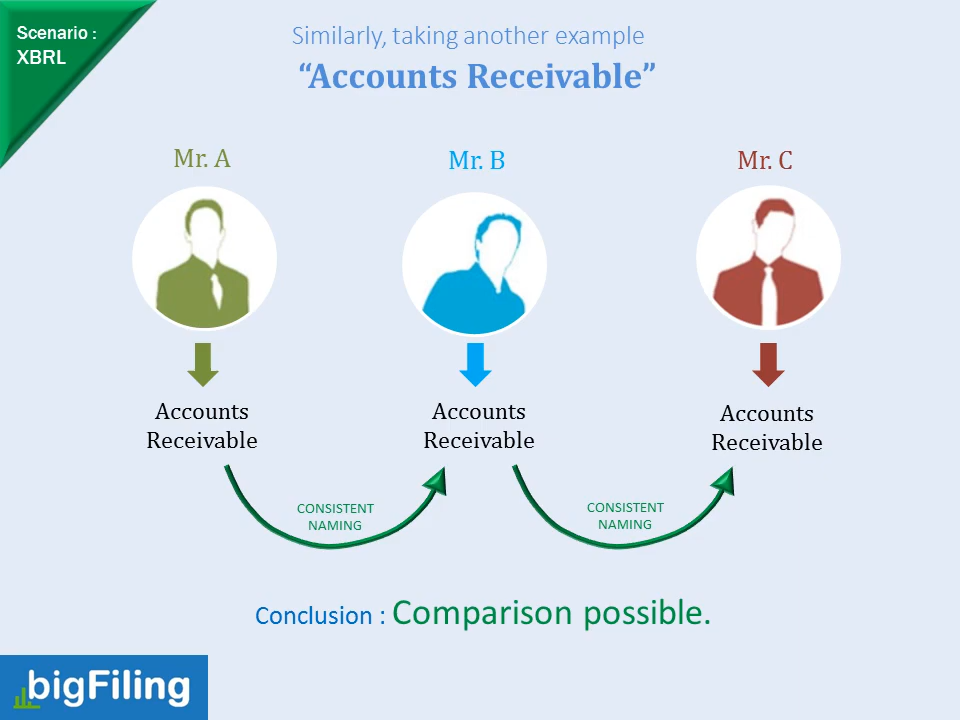 Scenario :
XBRL
Similarly, taking another example
“Accounts Receivable”
Mr. A
Mr. B
Mr. C
Accounts
Receivable
Accounts
Receivable
Accounts
Receivable
CONSISTENT
NAMING
CONSISTENT
NAMING
Conclusion : Comparison possible.
bigFiling